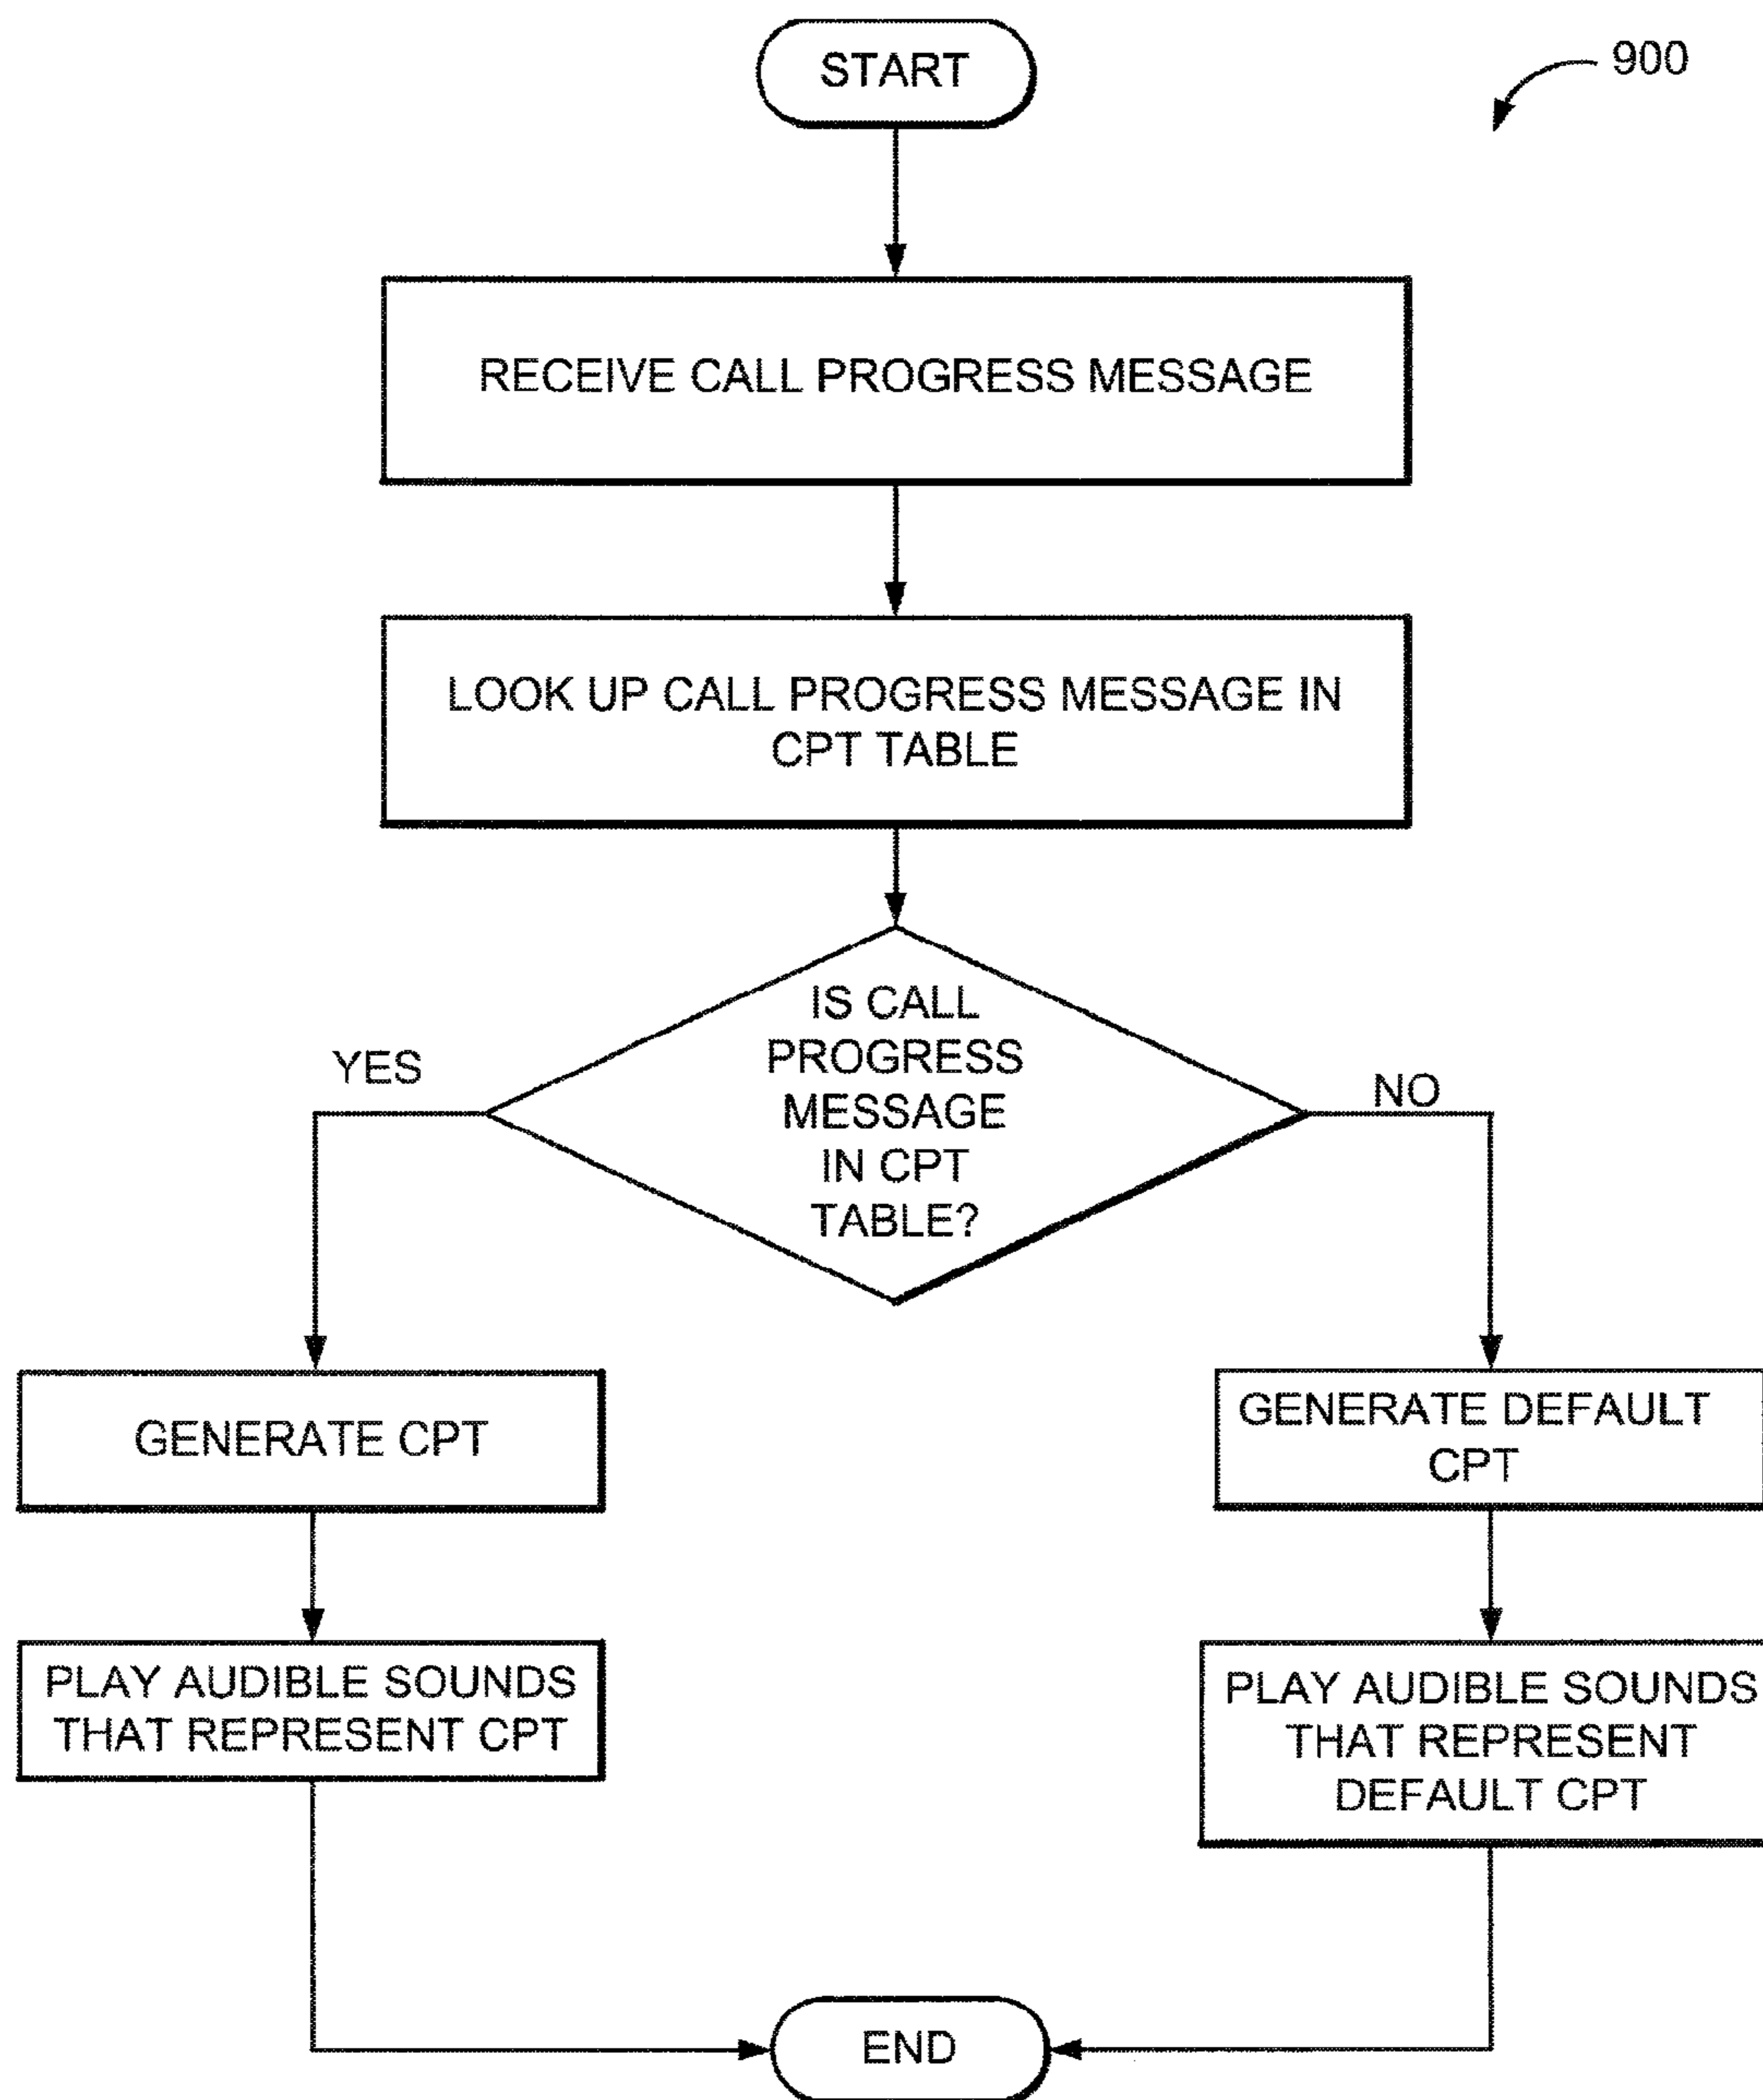 START
900
RECEIVE CALL PROGRESS MESSAGE
LOOK UP CALL PROGRESS MESSAGE IN
CPT TABLE
IS CALL
PROGRESS
MESSAGE
IN CPT
TABLE?
YES
NO
GENERATE CPT
GENERATE DEFAULT
CPT
PLAY AUDIBLE SOUNDS
THAT REPRESENT CPT
PLAY AUDIBLE SOUNDS
THAT REPRESENT
DEFAULT CPT
END